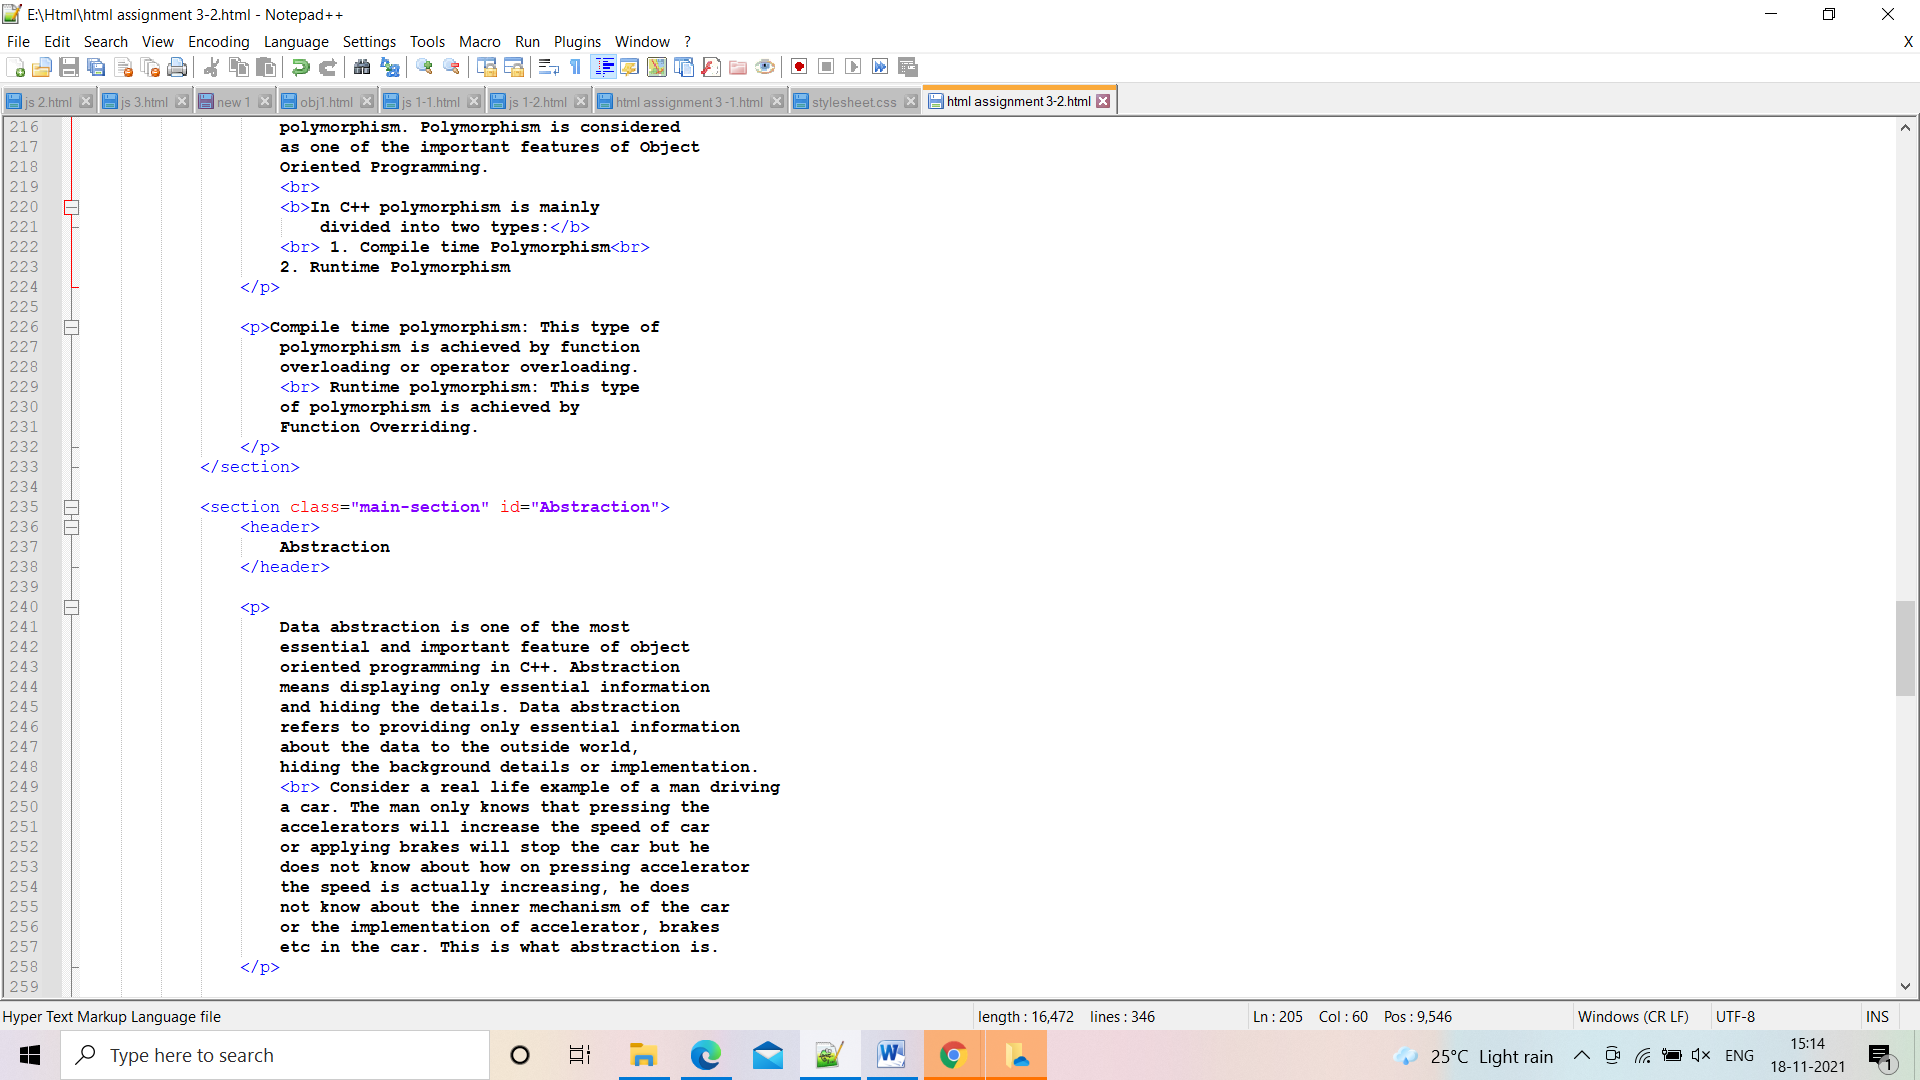 E:\Html\html assignment 3-2.html - Notepad++
File Edit Search View Encoding Language Settings Tools Macro Run Plugins Window ? X
js 2.html js 3.html new 1 obj1.html js 1-1.html js 1-2.html html assignment 3 -1.html stylesheet.css html assignment 3-2.html
216 polymorphism. Polymorphism is considered
217 as one of the important features of Object
218 Oriented Programming.
219 <br>
220 <b>In C++ polymorphism is mainly
221 divided into two types:</b>
222 <br> 1. Compile time Polymorphism<br>
223 2. Runtime Polymorphism
224 </p>
225
226 <p>Compile time polymorphism: This type of
227 polymorphism is achieved by function
228 overloading or operator overloading.
229 <br> Runtime polymorphism: This type
230 of polymorphism is achieved by
231 Function Overriding.
232 </p>
233 </section>
234
235 <section class="main-section" id="Abstraction">
236 <header>
237 Abstraction
238 </header>
239
240 <p>
241 Data abstraction is one of the most
242 essential and important feature of object
243 oriented programming in C++. Abstraction
244 means displaying only essential information
245 and hiding the details. Data abstraction
246 refers to providing only essential information
247 about the data to the outside world,
248 hiding the background details or implementation.
249 <br> Consider a real life example of a man driving
250 a car. The man only knows that pressing the
251 accelerators will increase the speed of car
252 or applying brakes will stop the car but he
253 does not know about how on pressing accelerator
254 the speed is actually increasing, he does
255 not know about the inner mechanism of the car
256 or the implementation of accelerator, brakes
257 etc in the car. This is what abstraction is.
258 </p>
259
Hyper Text Markup Language file length : 16,472 lines : 346 Ln : 205 Col : 60 Pos : 9,546 Windows (CR LF) UTF-8 INS
Type here to search 25°C Light rain ENG 15:14
18-11-2021 1